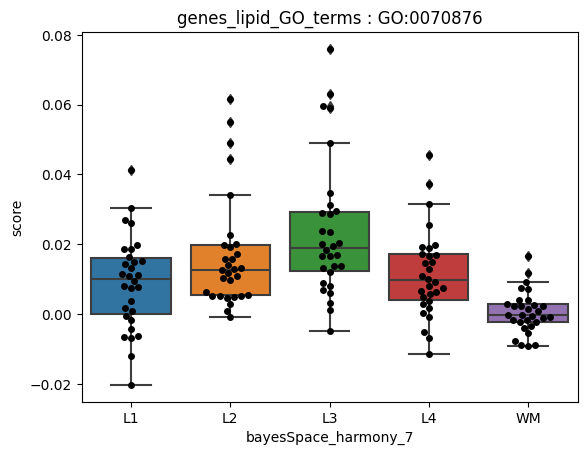 genes_lipid_GO_terms : GO:0070876
score
0.08
0.06
0.04
0.02
0.00
−0.02
L1 L2 L3 L4 WM
bayesSpace_harmony_7